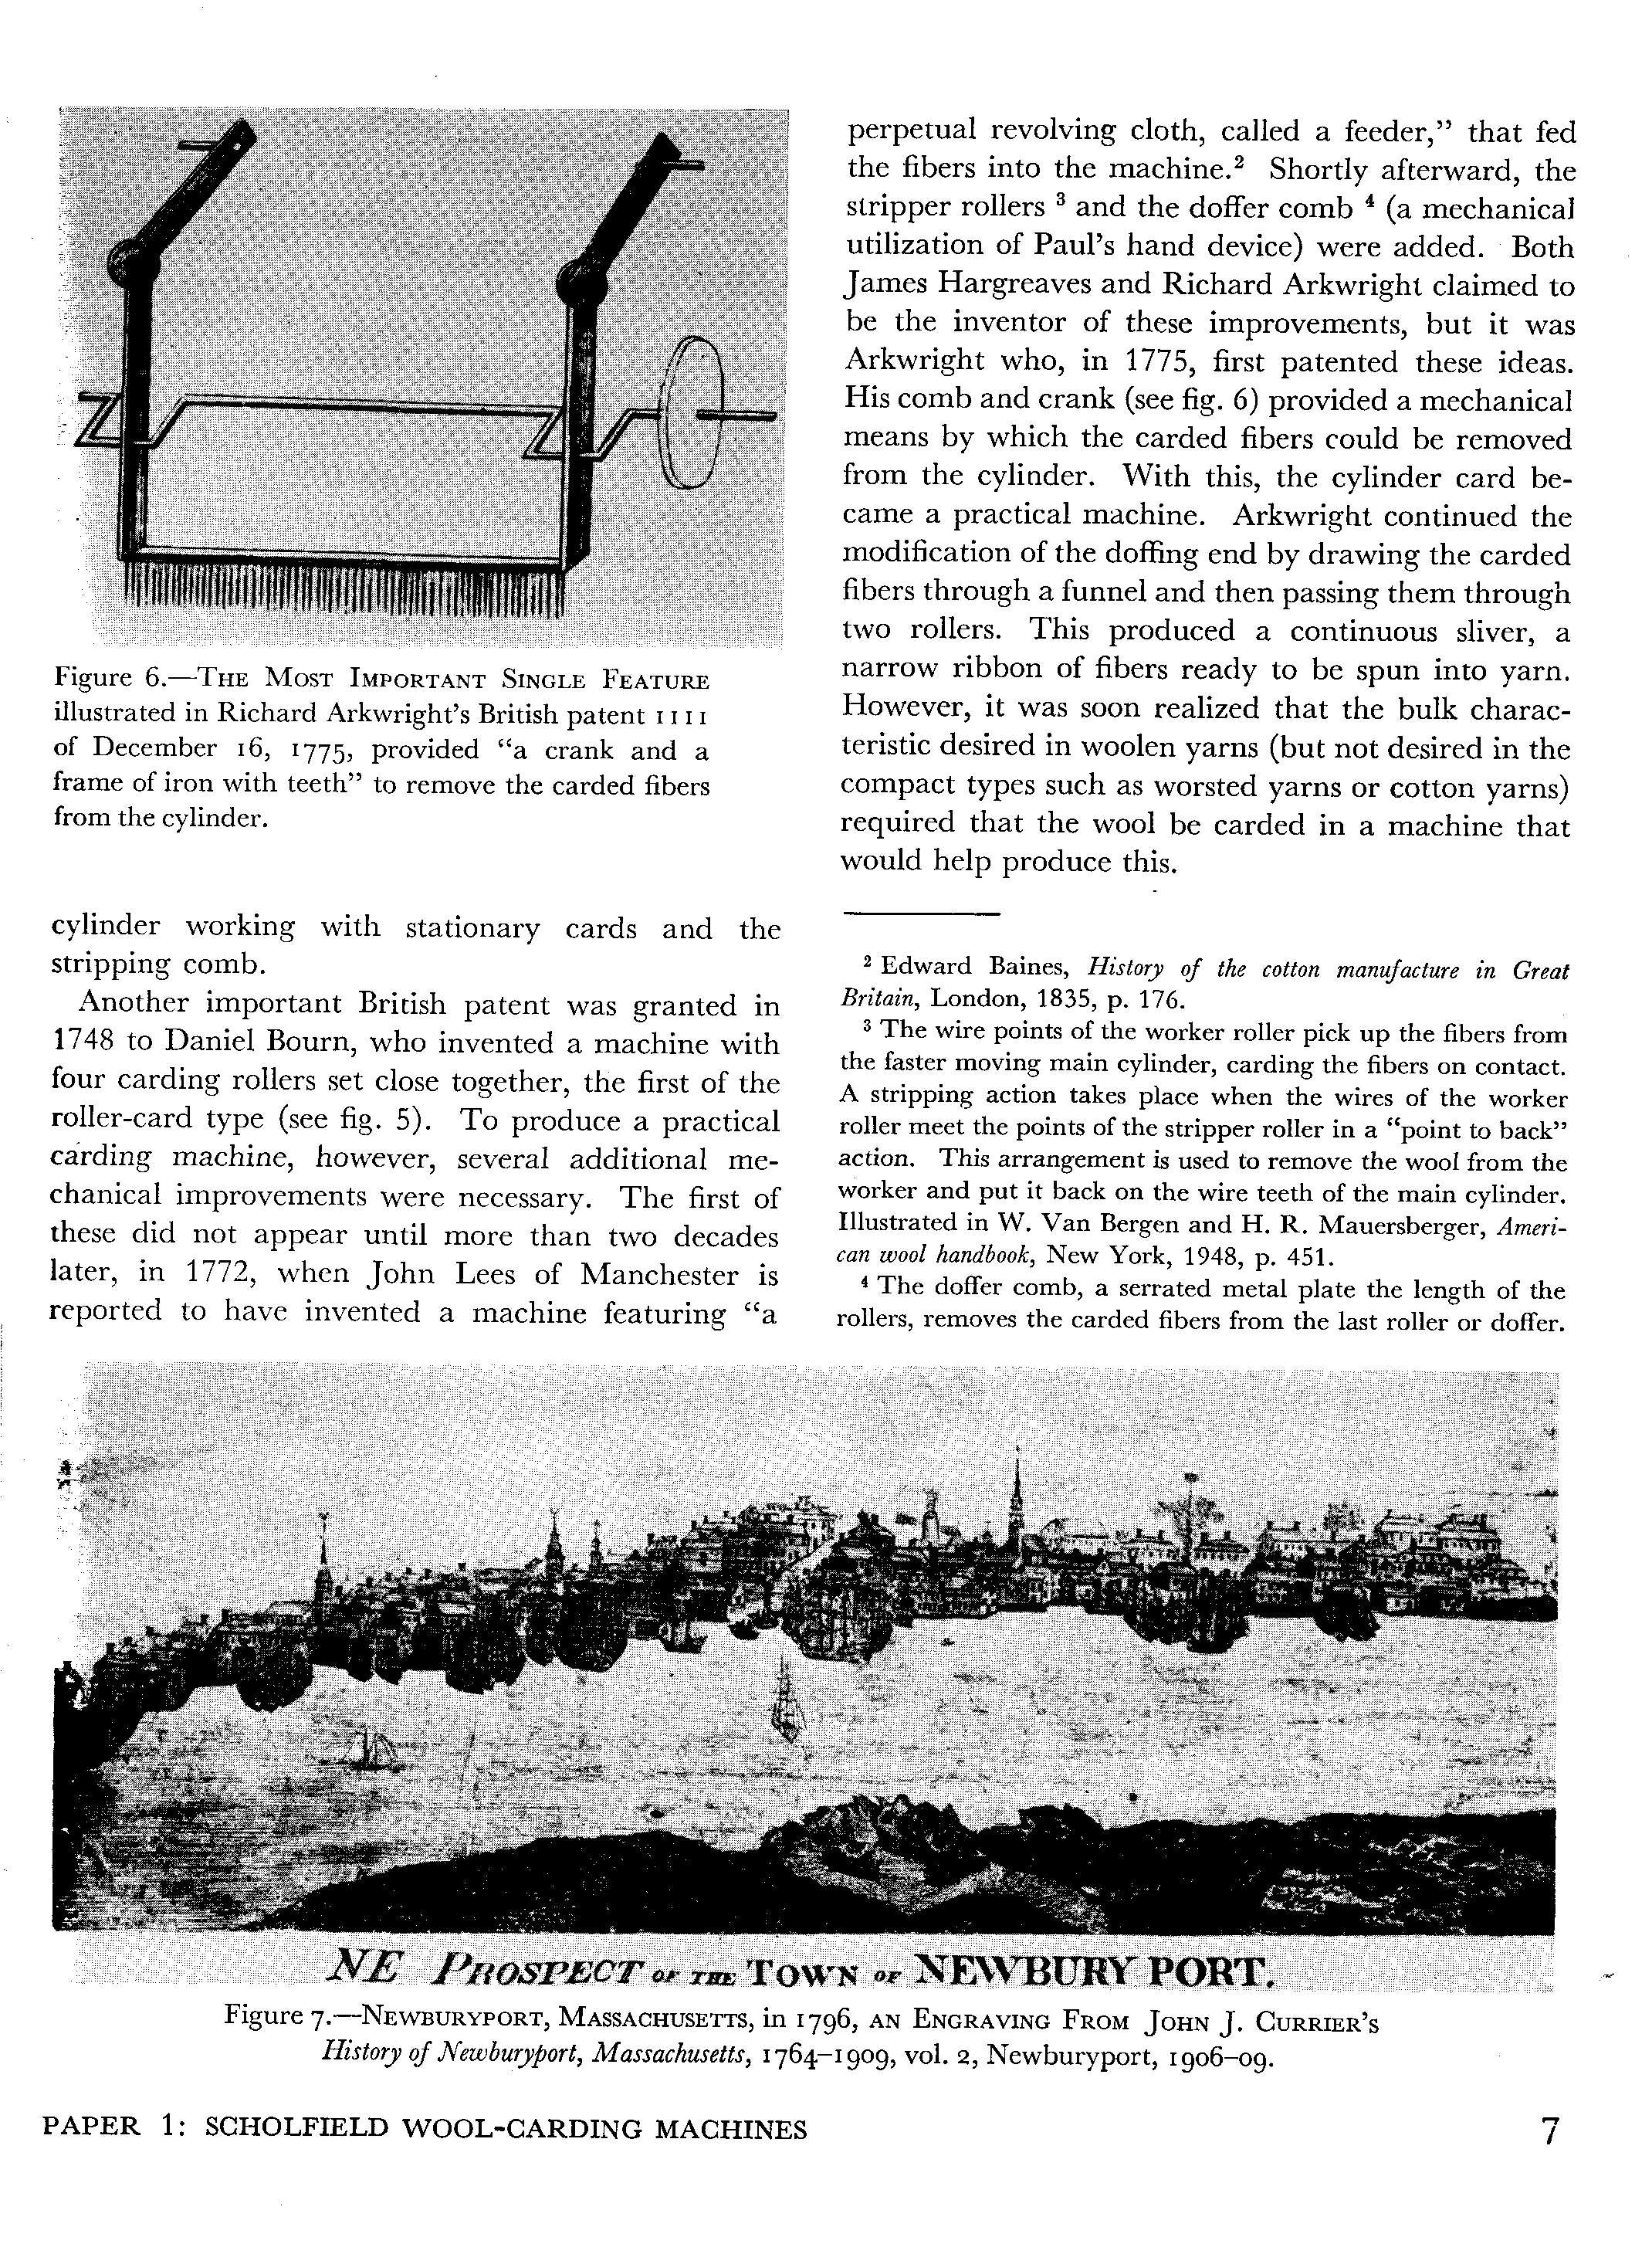 Figure 6.—The Most Important Single Feature
illustrated in Richard Arkwright's British patent 1111
of December 16, 1775, provided “a crank and a
frame of iron with teeth” to remove the carded fibers
from the cylinder.
cylinder working with stationary cards and the
stripping comb.
Another important British patent was granted in
1748 to Daniel Bourn, who invented a machine with
four carding rollers set close together, the first of the
roller-card type (see fig. 5). To produce a practical
carding machine, however, several additional me-
chanical improvements were necessary. The first of
these did not appear until more than two decades
later, in 1772, when John Lees of Manchester is
reported to have invented a machine featuring “a
perpetual revolving cloth, called a feeder,” that fed
the fibers into the machine.² Shortly afterward, the
stripper rollers ³ and the doffer comb ⁴ (a mechanical
utilization of Paul's hand device) were added. Both
James Hargreaves and Richard Arkwright claimed to
be the inventor of these improvements, but it was
Arkwright who, in 1775, first patented these ideas.
His comb and crank (see fig. 6) provided a mechanical
means by which the carded fibers could be removed
from the cylinder. With this, the cylinder card be-
came a practical machine. Arkwright continued the
modification of the doffing end by drawing the carded
fibers through a funnel and then passing them through
two rollers. This produced a continuous sliver, a
narrow ribbon of fibers ready to be spun into yarn.
However, it was soon realized that the bulk charac-
teristic desired in woolen yarns (but not desired in the
compact types such as worsted yarns or cotton yarns)
required that the wool be carded in a machine that
would help produce this.
² Edward Baines, History of the cotton manufacture in Great
Britain, London, 1835, p. 176.
³ The wire points of the worker roller pick up the fibers from
the faster moving main cylinder, carding the fibers on contact.
A stripping action takes place when the wires of the worker
roller meet the points of the stripper roller in a “point to back”
action. This arrangement is used to remove the wool from the
worker and put it back on the wire teeth of the main cylinder.
Illustrated in W. Van Bergen and H. R. Mauersberger, Ameri-
can wool handbook, New York, 1948, p. 451.
⁴ The doffer comb, a serrated metal plate the length of the
rollers, removes the carded fibers from the last roller or doffer.
NE PROSPECT OF THE TOWN OF NEWBURY PORT.
Figure 7.—Newburyport, Massachusetts, in 1796, an Engraving From John J. Currier's
History of Newburyport, Massachusetts, 1764–1909, vol. 2, Newburyport, 1906–09.
PAPER 1: SCHOLFIELD WOOL-CARDING MACHINES
7